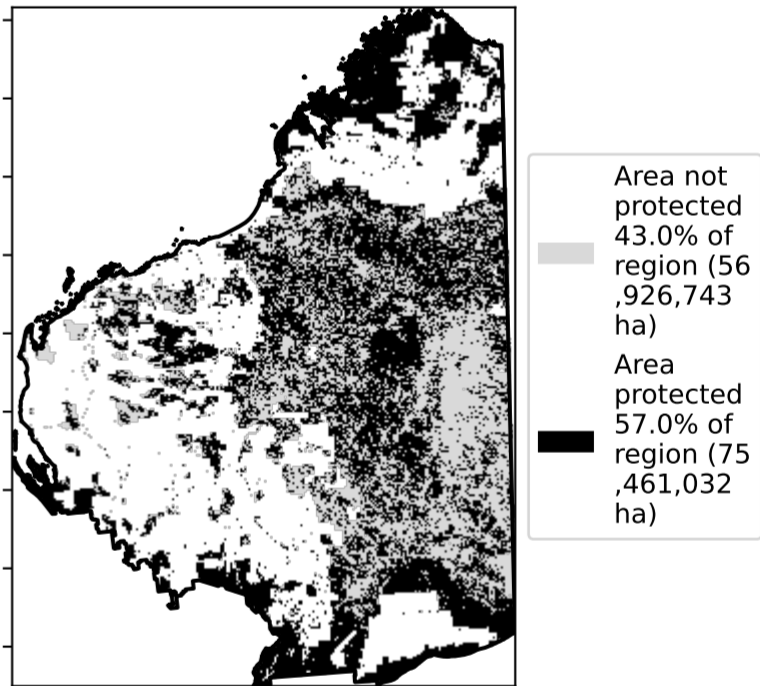 Area not
protected
43.0% of
region (56
,926,743
ha)
Area
protected
57.0% of
region (75
,461,032
ha)